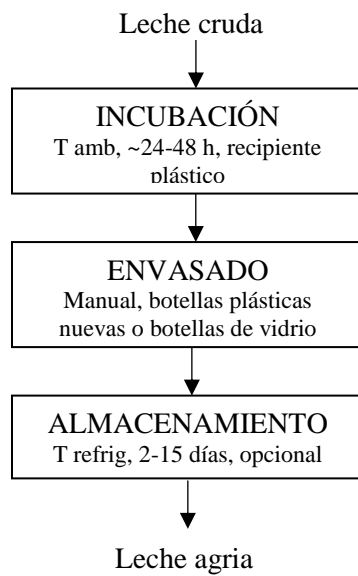 Leche cruda
INCUBACIÓN
T amb, ~24-48 h, recipiente
plástico
ENVASADO
Manual, botellas plásticas
nuevas o botellas de vidrio
ALMACENAMIENTO
T refrig, 2-15 días, opcional
Leche agria